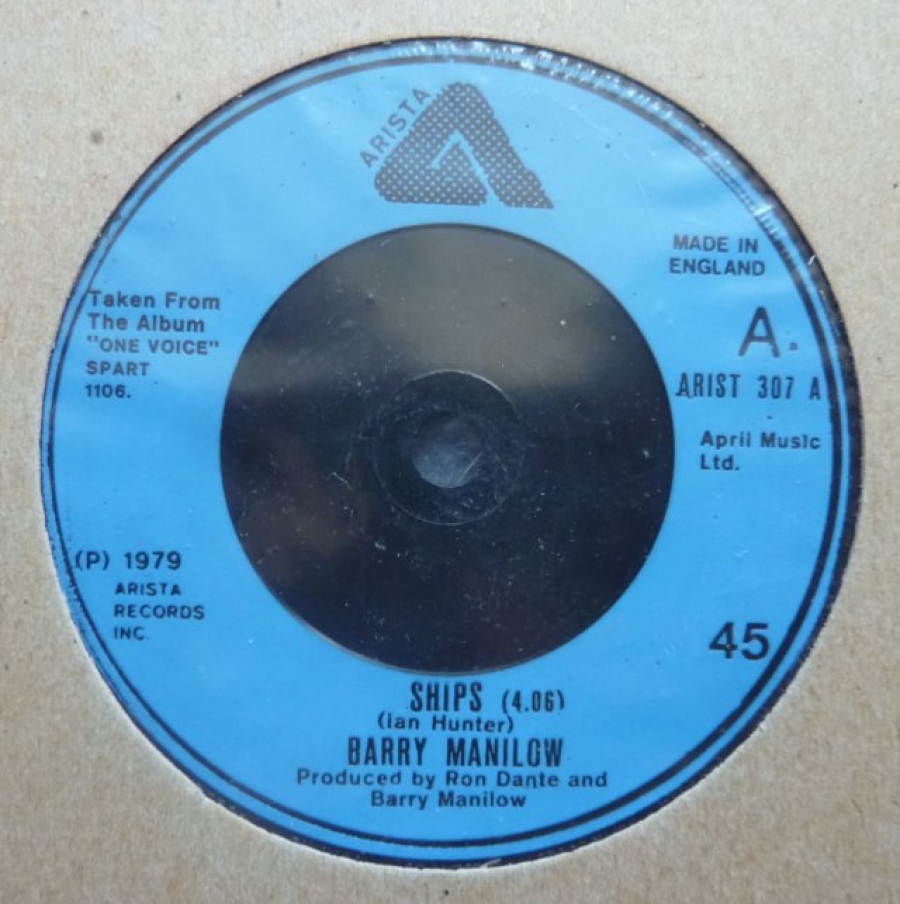 ARISTA
MADE IN
ENGLAND
A.
ARIST 307 A
April Music
Ltd.
Taken From
The Album
"ONE VOICE"
SPART
1106.
(P) 1979
ARISTA
RECORDS
INC.
45
SHIPS (4.06)
(Ian Hunter)
BARRY MANILOW
Produced by Ron Dante and
Barry Manilow